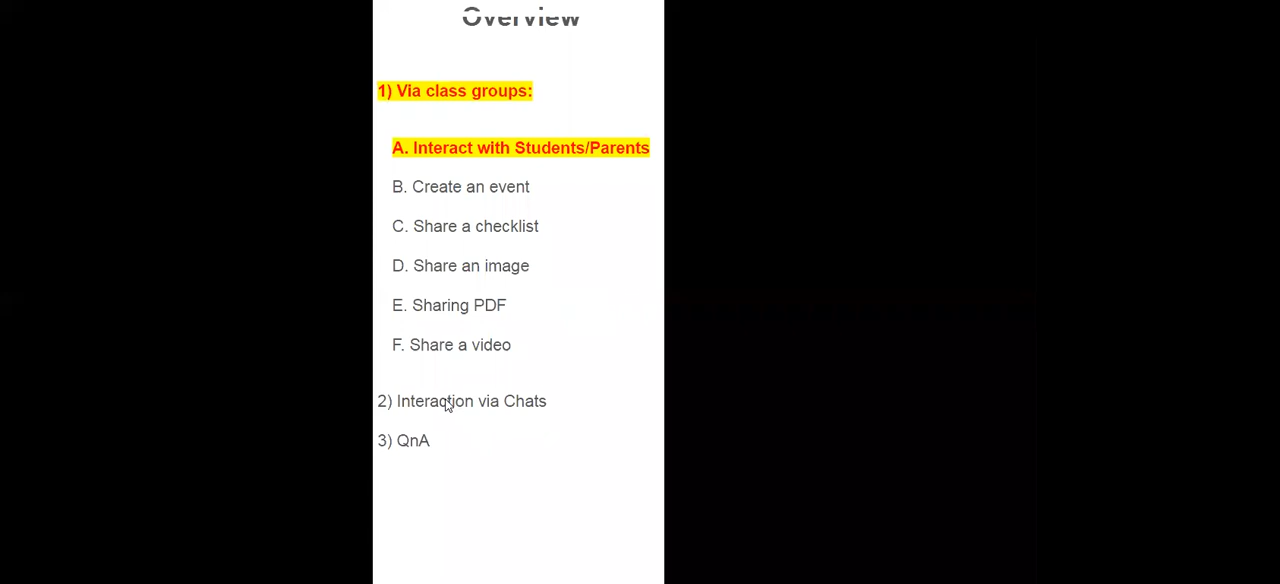 Overview
1) Via class groups:
A. Interact with Students/Parents
B. Create an event
C. Share a checklist
D. Share an image
E. Sharing PDF
F. Share a video
2) Interaction via Chats
3) QnA